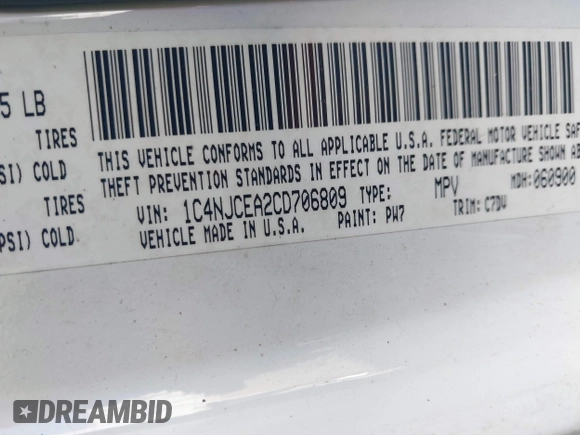 5 LB
TIRES
SI) COLD
TIRES
PSI) COLD
THIS VEHICLE CONFORMS TO ALL APPLICABLE U.S.A. FEDERAL MOTOR VEHICLE SAF
THEFT PREVENTION STANDARDS IN EFFECT ON THE DATE OF MANUFACTURE SHOWN AB
VIN: 1C4NJCEA2CD706809 TYPE: MPV MDH:060900
VEHICLE MADE IN U.S.A. PAINT: PW7 TRIM: C7DW
DREAMBID